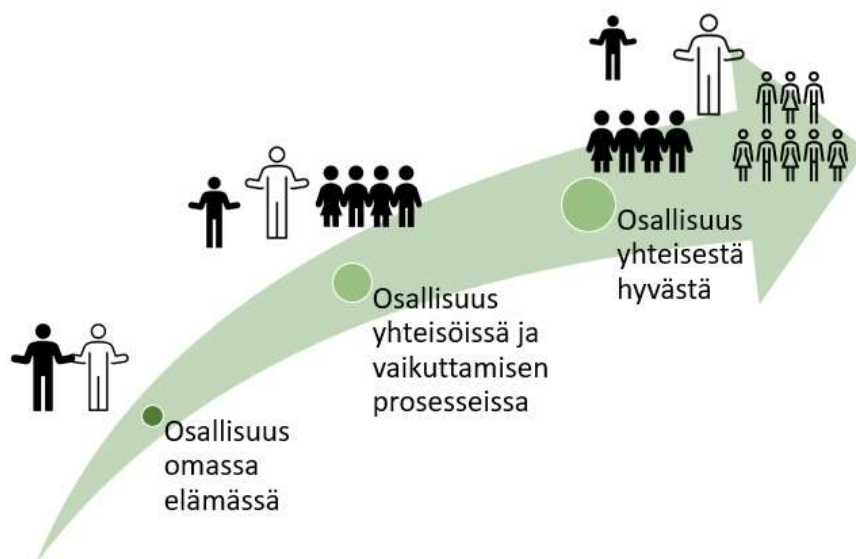 Osallisuus
omassa
elämässä
Osallisuus
yhteisöissä ja
vaikuttamisen
prosesseissa
Osallisuus
yhteisestä
hyvästä